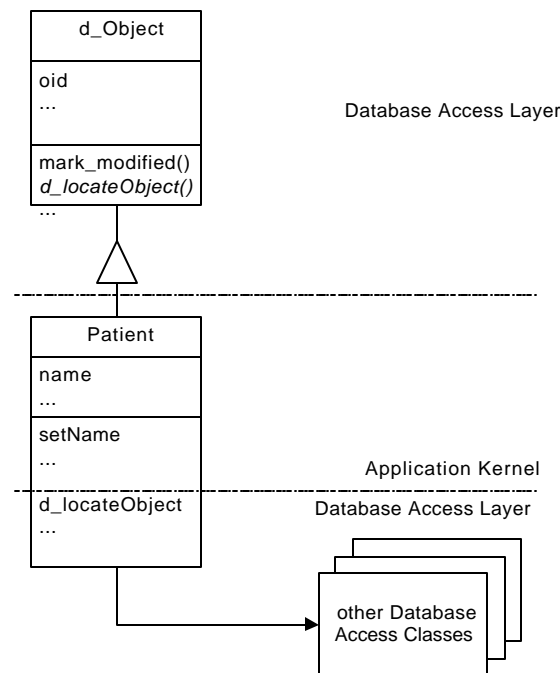 d_Object
oid
...
Database Access Layer
mark_modified()
d_locateObject()
...
Patient
name
...
setName
...
Application Kernel
d_locateObject
Database Access Layer
...
other Database
Access Classes